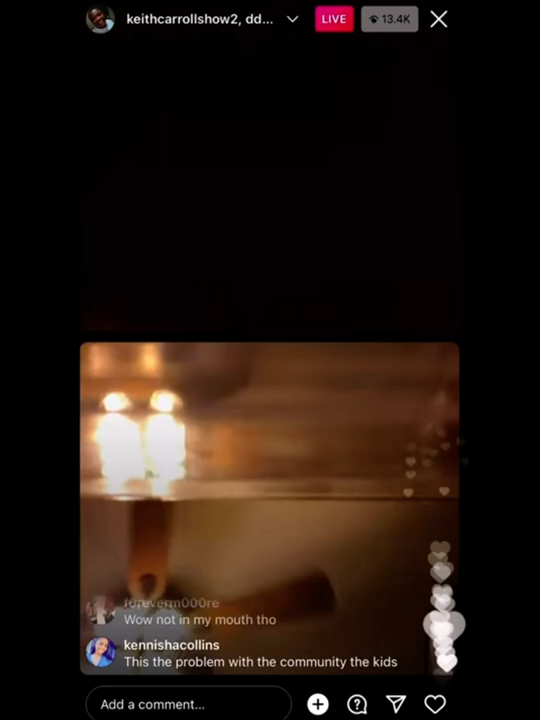 keithcarrollshow2, dd...
LIVE
13.4K
foreverm000re
Wow not in my mouth tho
kennishacollins
This the problem with the community the kids
Add a comment...